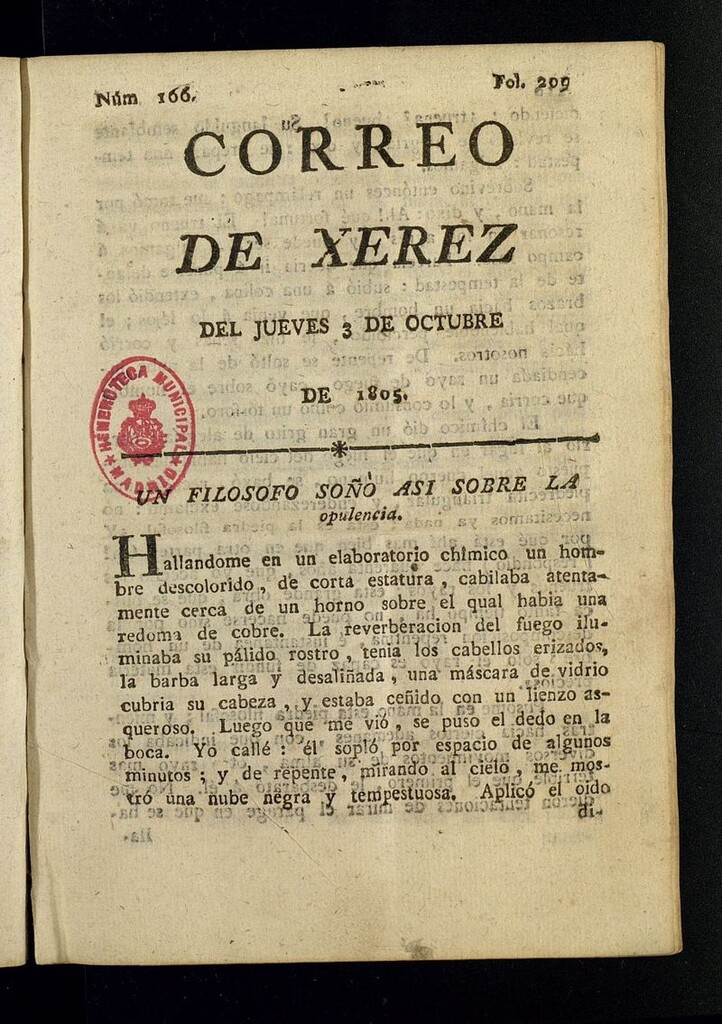 Núm 166.
Fol. 209
CORREO
DE XEREZ
DEL JUEVES 3 DE OCTUBRE
DE 1805.
HEMEROTECA MUNICIPAL
MADRID
UN FILOSOFO SOÑÒ ASI SOBRE LA
opulencia.
Hallandome en un elaboratorio chîmico un hom-
bre descolorido, de corta estatura, cabilaba atenta-
mente cerca de un horno sobre el qual habia una
redoma de cobre. La reverberacion del fuego ilu-
minaba su pálido rostro, tenia los cabellos erizados,
la barba larga y desaliñada, una máscara de vidrio
cubria su cabeza, y estaba ceñido con un lienzo as-
queroso. Luego que me vió, se puso el dedo en la
boca. Yo callé: él sopló por espacio de algunos
minutos; y de repente, mirando al cielo, me mos-
tró una nube negra y tempestuosa. Aplicó el oido
di-